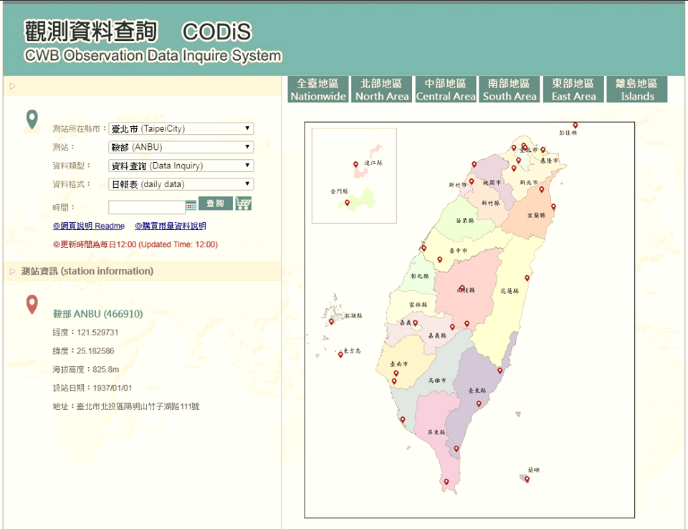 觀測資料查詢 CODiS
CWB Observation Data Inquire System
全臺地區 北部地區 中部地區 南部地區 東部地區 離島地區
Nationwide North Area Central Area South Area East Area Islands
測站所在縣市： 臺北市 (TaipeiCity)
測站： 鞍部 (ANBU)
資料類型： 資料查詢 (Data Inquiry)
資料格式： 日報表 (daily data)
時間： 查詢
◎網頁說明 Readme ◎購買雨量資料說明
※更新時間為每日12:00 (Updated Time: 12:00)
測站資訊 (station information)
鞍部 ANBU (466910)
經度：121.529731
緯度：25.182586
海拔高度：825.8m
設站日期：1937/01/01
地址：臺北市北投區陽明山竹子湖路111號
彭佳嶼
連江縣
金門縣
臺北市
基隆市
新北市
桃園市
新竹市
新竹縣
宜蘭縣
苗栗縣
臺中市
彰化縣
南投縣
花蓮縣
雲林縣
澎湖縣
嘉義市
嘉義縣
東吉島
臺南市
高雄市
臺東縣
屏東縣
蘭嶼